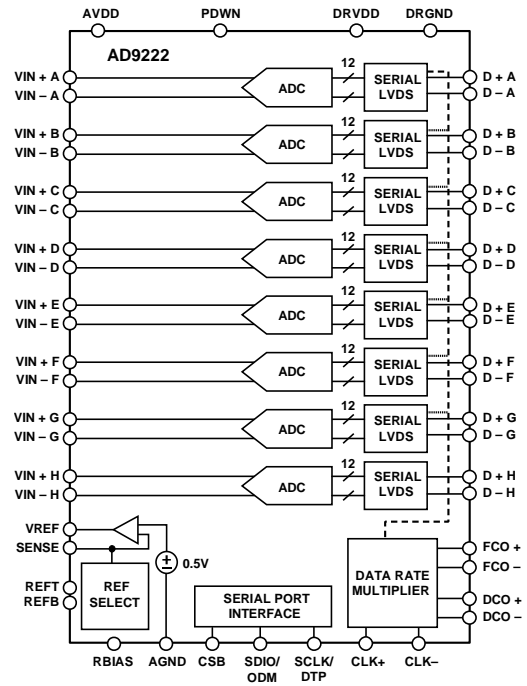 AVDD PDWN DRVDD DRGND
AD9222
VIN + A 12 D + A
ADC SERIAL LVDS
VIN – A D – A
VIN + B 12 D + B
ADC SERIAL LVDS
VIN – B D – B
VIN + C 12 D + C
ADC SERIAL LVDS
VIN – C D – C
VIN + D 12 D + D
ADC SERIAL LVDS
VIN – D D – D
VIN + E 12 D + E
ADC SERIAL LVDS
VIN – E D – E
VIN + F 12 D + F
ADC SERIAL LVDS
VIN – F D – F
VIN + G 12 D + G
ADC SERIAL LVDS
VIN – G D – G
VIN + H 12 D + H
ADC SERIAL LVDS
VIN – H D – H
VREF
SENSE
+ – 0.5V
REFT
REFB
REF
SELECT
SERIAL PORT
INTERFACE
DATA RATE
MULTIPLIER
FCO +
FCO –
DCO +
DCO –
RBIAS AGND CSB SDIO/ SCLK/ CLK+ CLK–
ODM DTP